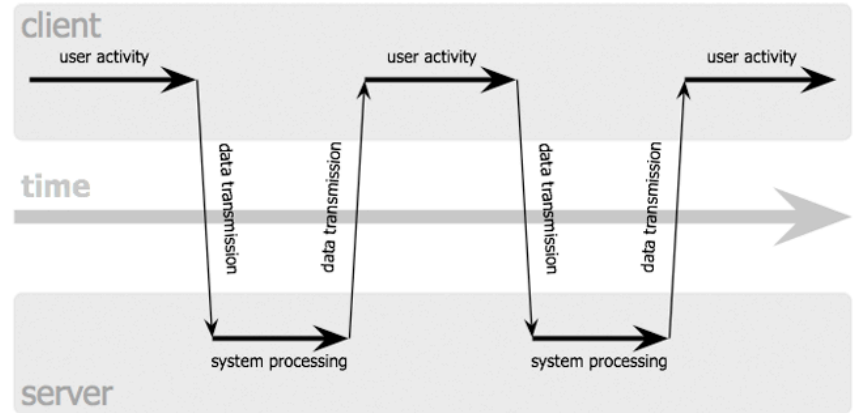 client
user activity
user activity
user activity
data transmission
data transmission
data transmission
data transmission
time
system processing
system processing
server